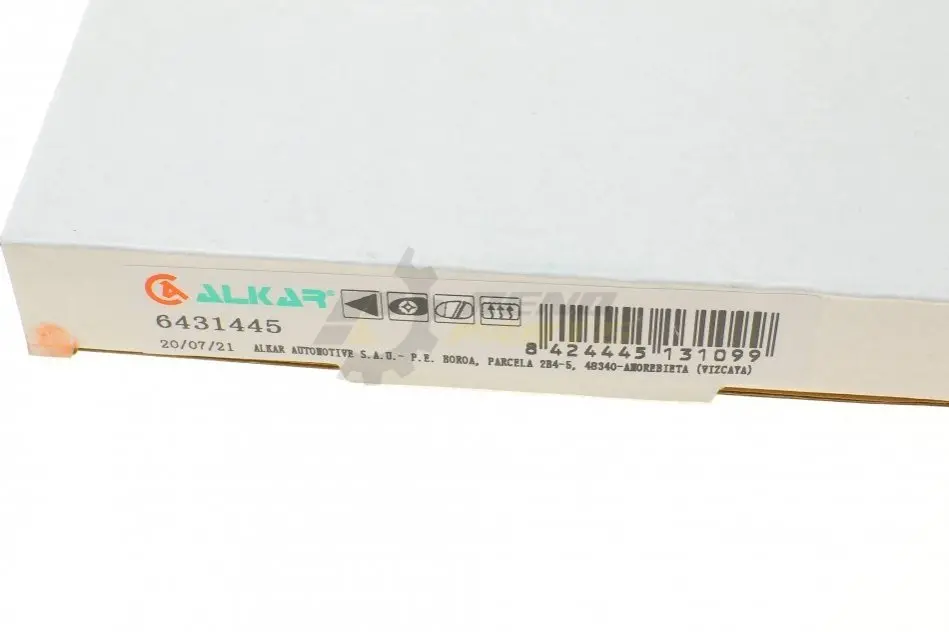 ALKAR
6431445
8 424445 131099
20/07/21 ALKAR AUTOMOTIVE S.A.U.- P.E. BOROA, PARCELA 2B4-5, 48340-AMOREBIETA (VIZCAYA)